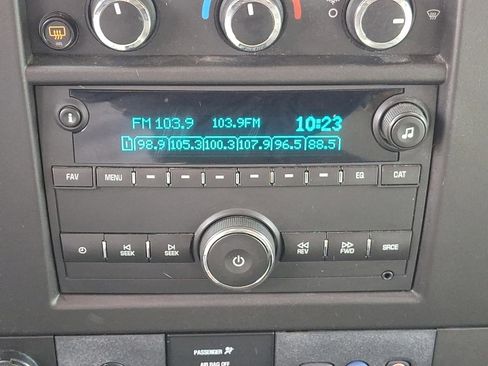 FM 103.9 103.9FM 10:23
1 98.9 105.3 100.3 107.9 96.5 88.5
FAV MENU EQ CAT
SEEK SEEK REV FWD SRCE
PASSENGER
AIR BAG OFF